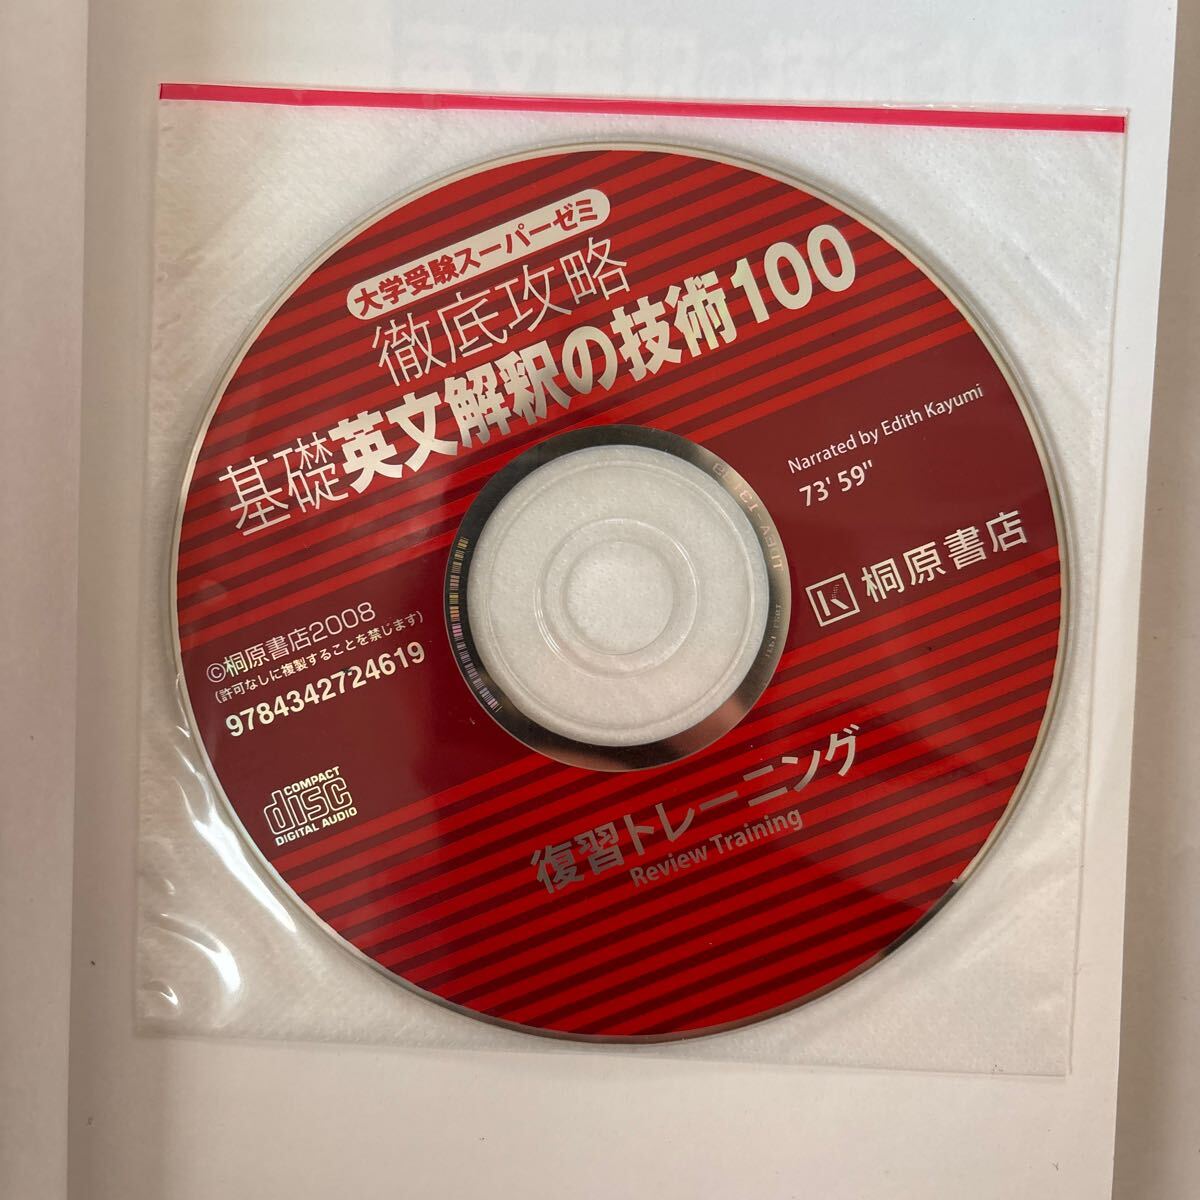 大学受験スーパーゼミ
徹底攻略
基礎英文解釈の技術100
Narrated by Edith Kayumi
73' 59"
桐原書店
©桐原書店2008
(許可なしに複製することを禁じます)
9784342724619
COMPACT
disc
DIGITAL AUDIO
復習トレーニング
Review Training